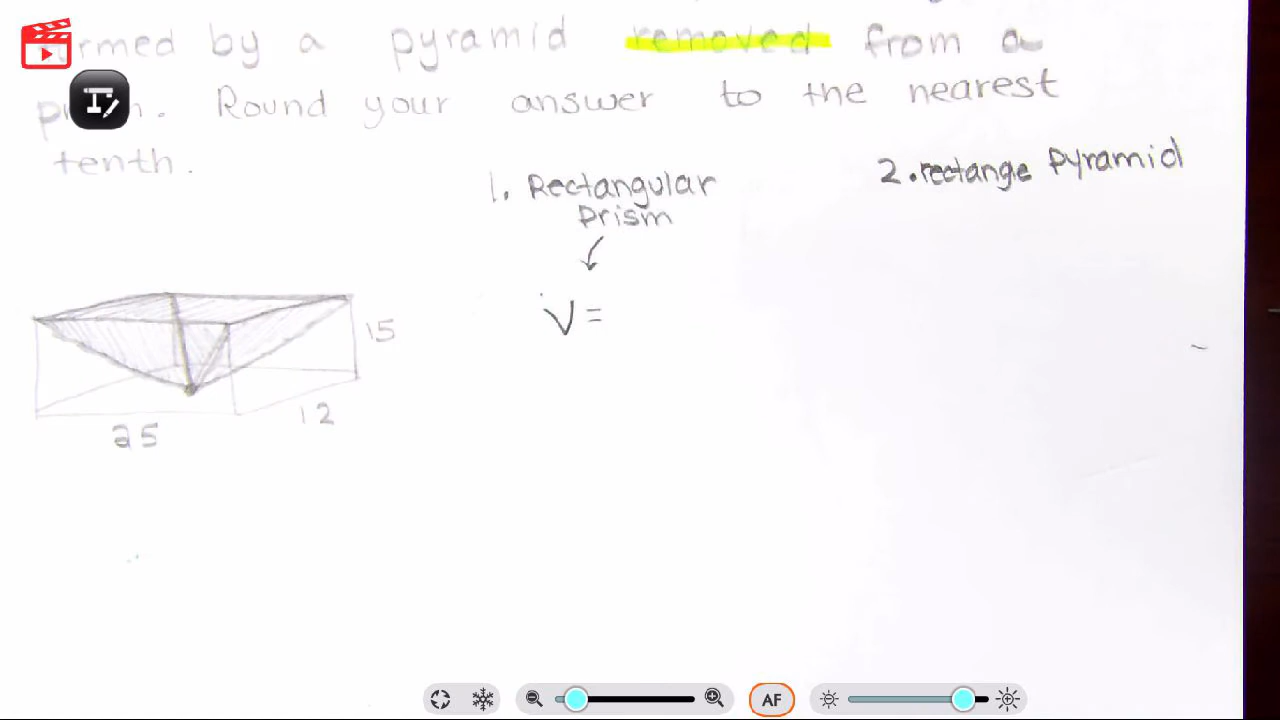 by a pyramid removed from a
Round your answer to the nearest
tenth.
1. Rectangular
Prism
2. rectange Pyramid
V=
15
12
25
AF